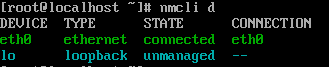 [root@localhost ~]# nmcli d
DEVICE  TYPE      STATE      CONNECTION
eth0    ethernet  connected  eth0
lo      loopback  unmanaged  --